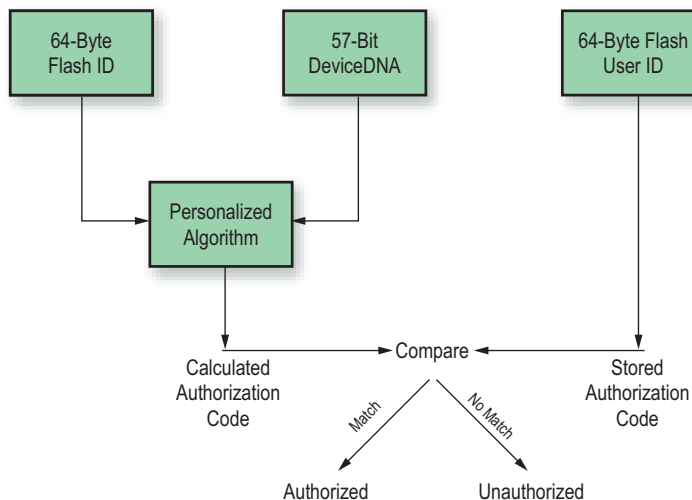 64-Byte
Flash ID
57-Bit
DeviceDNA
64-Byte Flash
User ID
Personalized
Algorithm
Calculated
Authorization
Code
Compare
Stored
Authorization
Code
Match
No Match
Authorized
Unauthorized